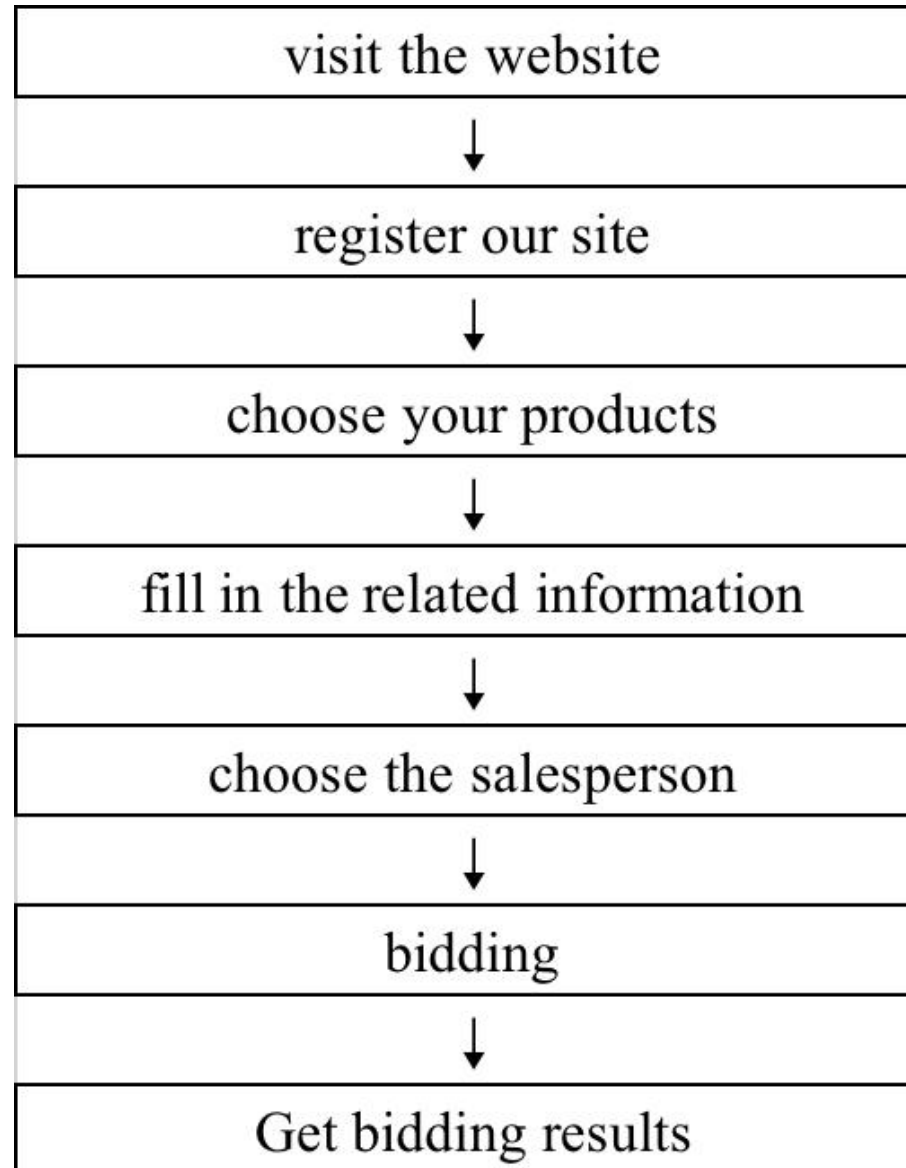 visit the website
register our site
choose your products
fill in the related information
choose the salesperson
bidding
Get bidding results